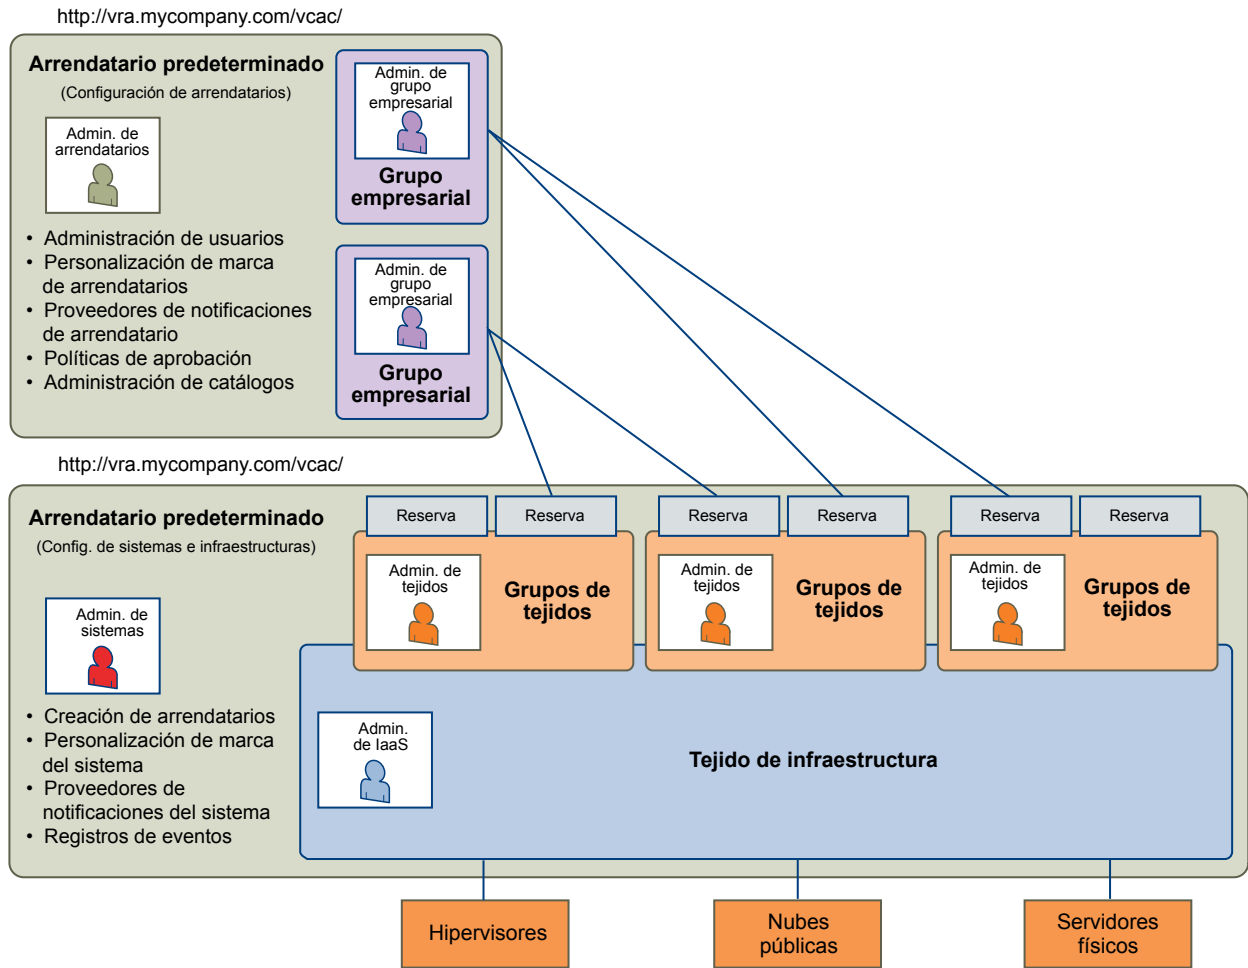 http://vra.mycompany.com/vcac/
Arrendatario predeterminado
(Configuración de arrendatarios)
Admin. de
arrendatarios
• Administración de usuarios
• Personalización de marca
de arrendatarios
• Proveedores de notificaciones
de arrendatario
• Políticas de aprobación
• Administración de catálogos
Admin. de
grupo
empresarial
Grupo
empresarial
Admin. de
grupo
empresarial
Grupo
empresarial
http://vra.mycompany.com/vcac/
Arrendatario predeterminado
(Config. de sistemas e infraestructuras)
Admin. de
sistemas
• Creación de arrendatarios
• Personalización de marca
del sistema
• Proveedores de
notificaciones del sistema
• Registros de eventos
Reserva
Reserva
Admin. de
tejidos
Grupos de
tejidos
Reserva
Reserva
Admin. de
tejidos
Grupos de
tejidos
Reserva
Reserva
Admin. de
tejidos
Grupos de
tejidos
Admin.
de IaaS
Tejido de infraestructura
Hipervisores
Nubes
públicas
Servidores
físicos